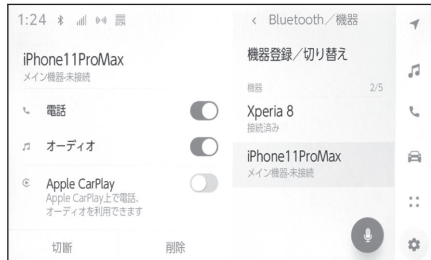 1:24
iPhone11ProMax
メイン機器-未接続
電話
オーディオ
Apple CarPlay
Apple CarPlay上で電話、
オーディオを利用できます
切断
削除
< Bluetooth/機器
機器登録/切り替え
機器 2/5
Xperia 8
接続済み
iPhone11ProMax
メイン機器-未接続